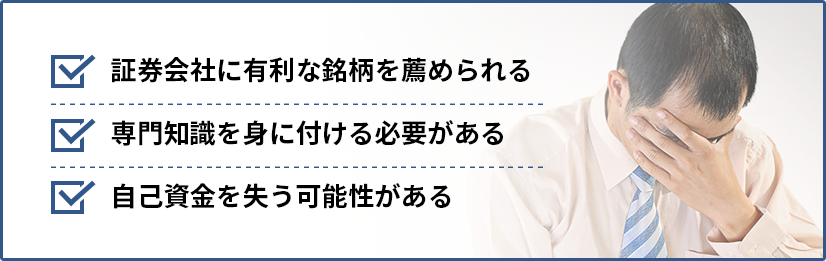 証券会社に有利な銘柄を薦められる
専門知識を身に付ける必要がある
自己資金を失う可能性がある